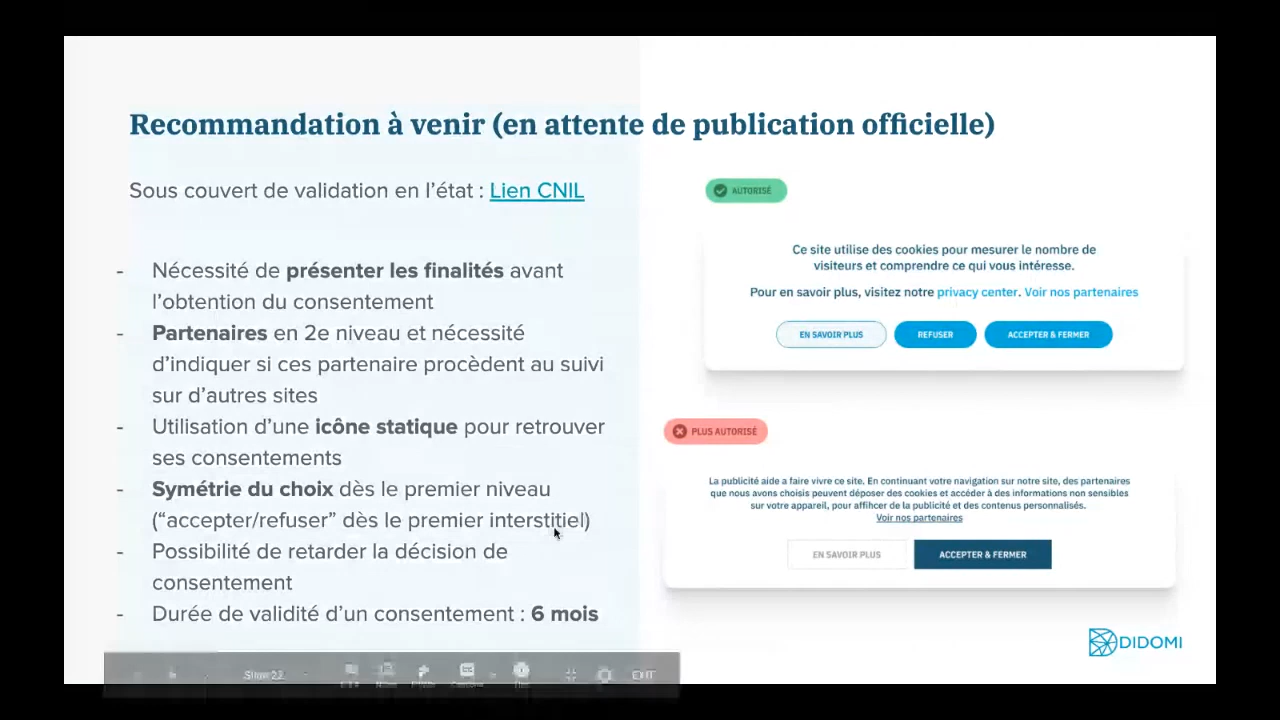 Recommandation à venir (en attente de publication officielle)
Sous couvert de validation en l'état : Lien CNIL
- Nécessité de présenter les finalités avant
l'obtention du consentement
- Partenaires en 2e niveau et nécessité
d'indiquer si ces partenaire procèdent au suivi
sur d'autres sites
- Utilisation d'une icône statique pour retrouver
ses consentements
- Symétrie du choix dès le premier niveau
(“accepter/refuser” dès le premier interstitiel)
- Possibilité de retarder la décision de
consentement
- Durée de validité d'un consentement : 6 mois
AUTORISÉ
Ce site utilise des cookies pour mesurer le nombre de
visiteurs et comprendre ce qui vous intéresse.
Pour en savoir plus, visitez notre privacy center. Voir nos partenaires
EN SAVOIR PLUS REFUSER ACCEPTER & FERMER
PLUS AUTORISÉ
La publicité aide a faire vivre ce site. En continuant votre navigation sur notre site, des partenaires
que nous avons choisis peuvent déposer des cookies et accéder à des informations non sensibles
sur votre appareil, pour affihcer de la publicité et des contenus personnalisés.
Voir nos partenaires
EN SAVOIR PLUS ACCEPTER & FERMER
DIDOMI
EXIT